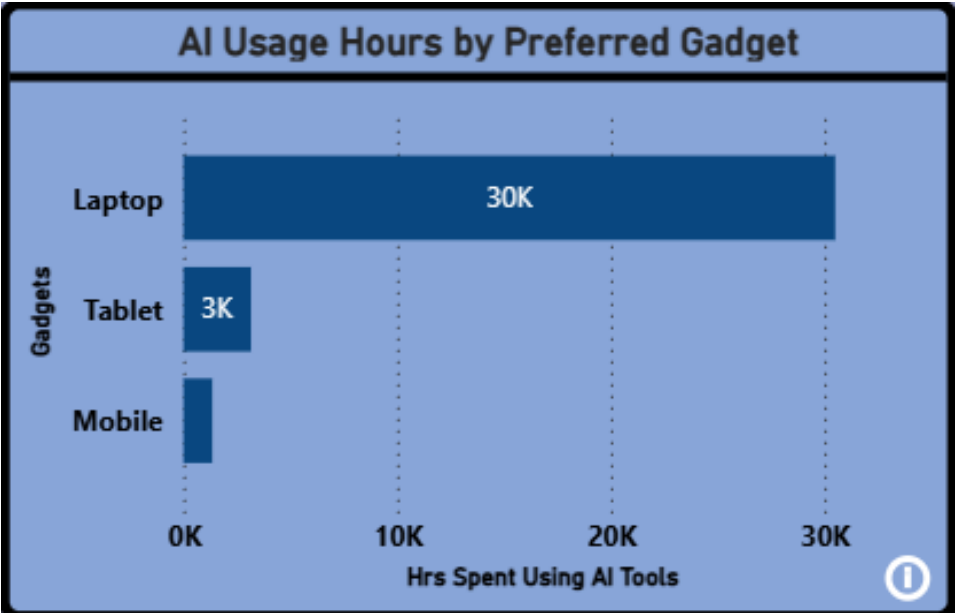 AI Usage Hours by Preferred Gadget
Laptop
30K
Gadgets
Tablet
3K
Mobile
0K 10K 20K 30K
Hrs Spent Using AI Tools